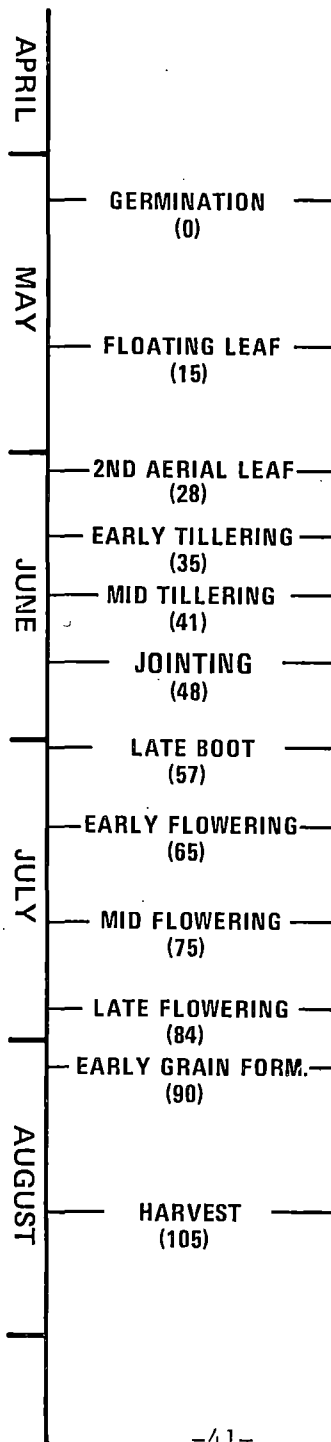 APRIL
GERMINATION
(0)
MAY
FLOATING LEAF
(15)
2ND AERIAL LEAF
(28)
EARLY TILLERING
(35)
JUNE
MID TILLERING
(41)
JOINTING
(48)
LATE BOOT
(57)
EARLY FLOWERING
(65)
JULY
MID FLOWERING
(75)
LATE FLOWERING
(84)
EARLY GRAIN FORM.
(90)
AUGUST
HARVEST
(105)
-41-